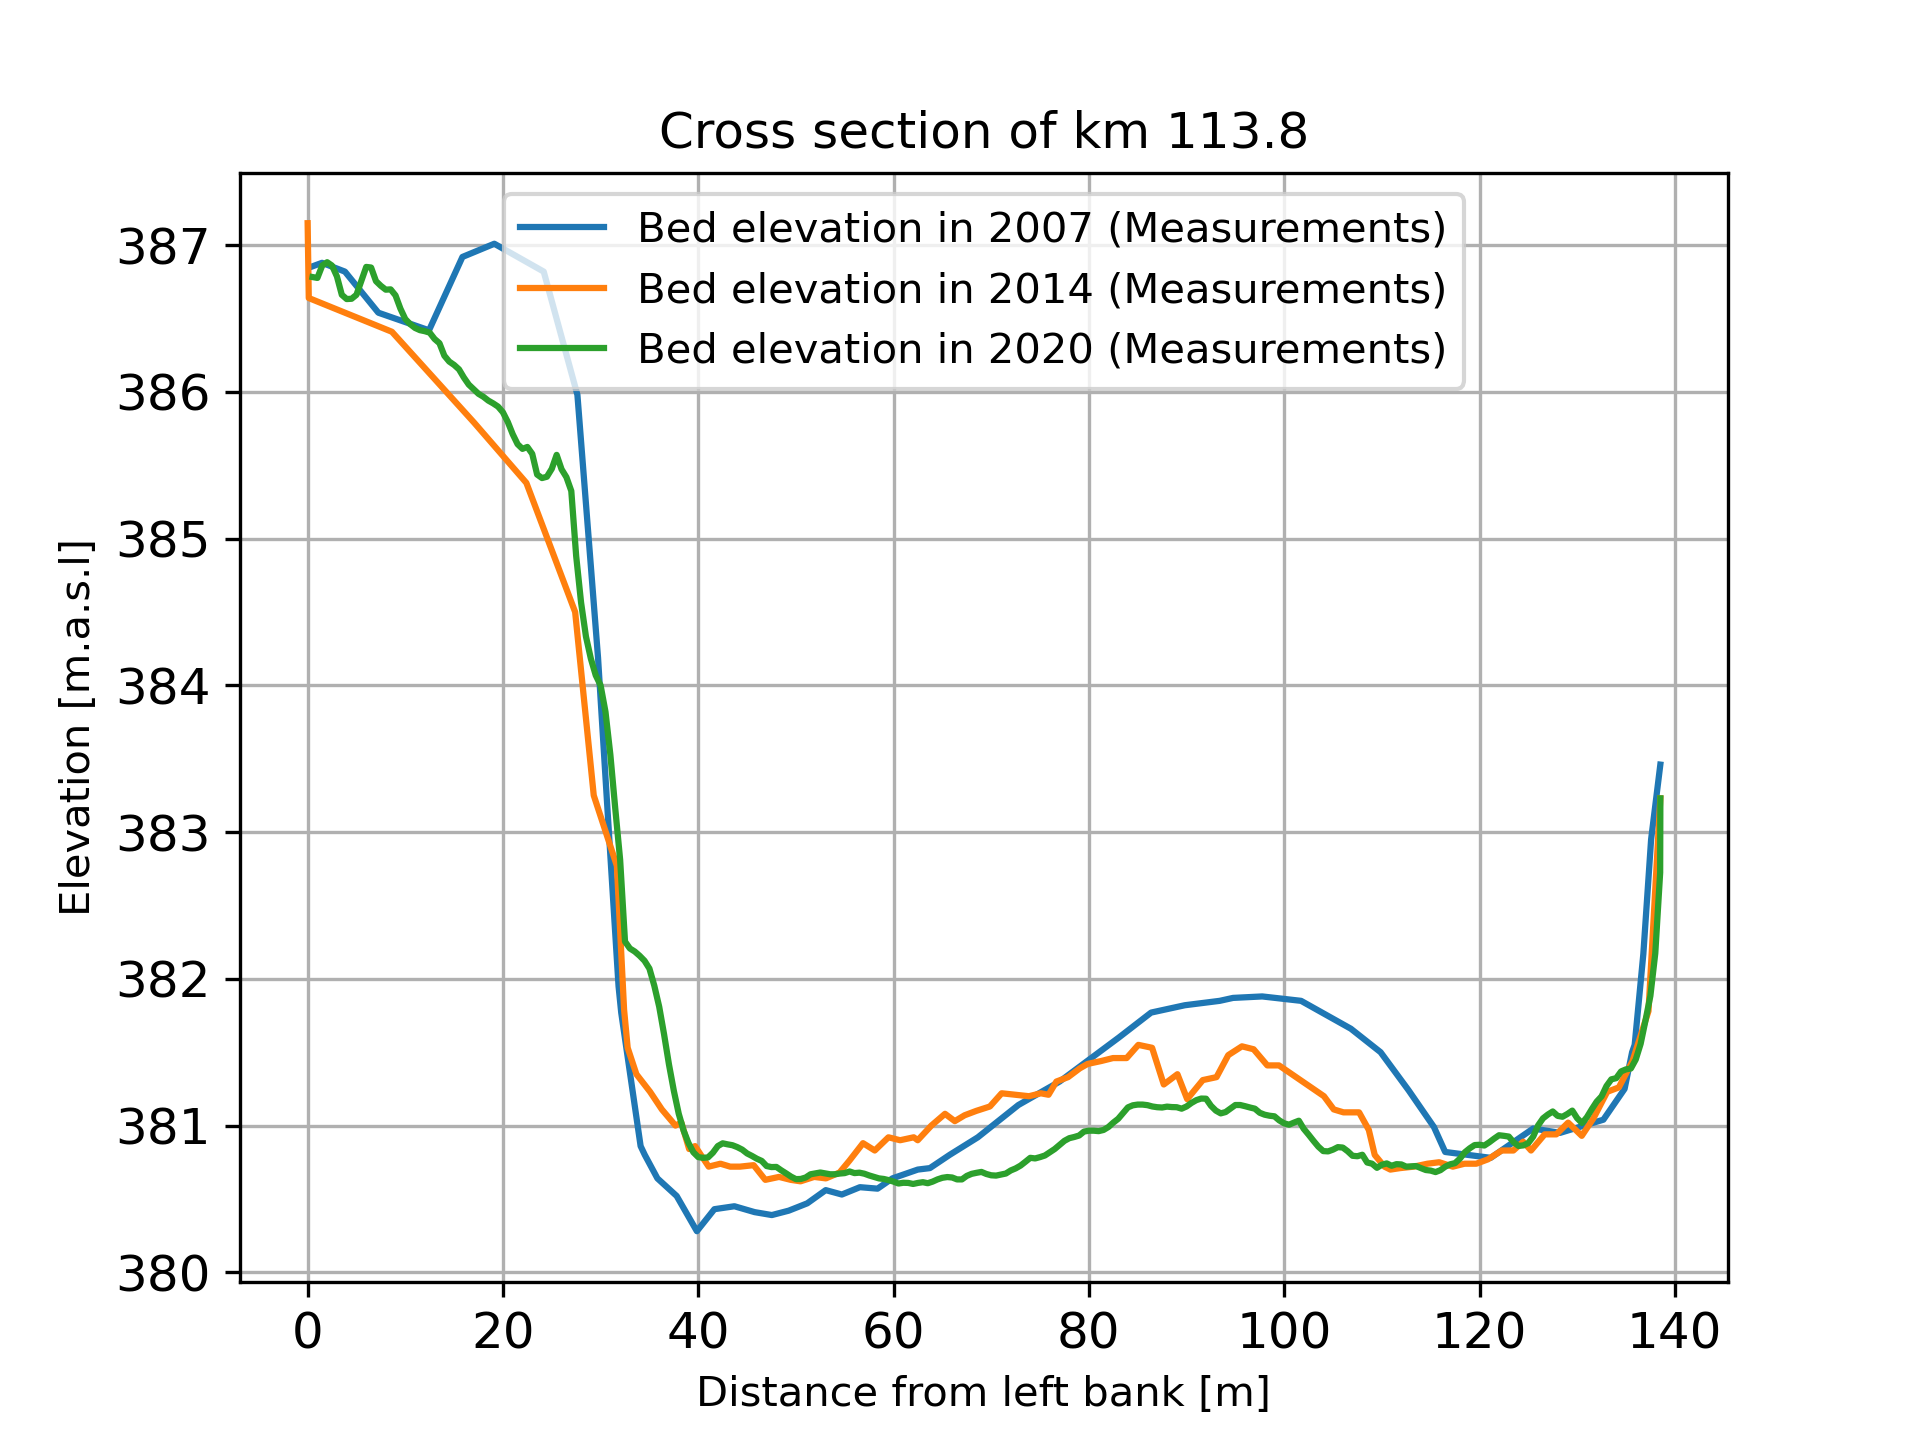 Cross section of km 113.8
Bed elevation in 2007 (Measurements)
Bed elevation in 2014 (Measurements)
Bed elevation in 2020 (Measurements)
Elevation [m.a.s.l]
387
386
385
384
383
382
381
380
0 20 40 60 80 100 120 140
Distance from left bank [m]